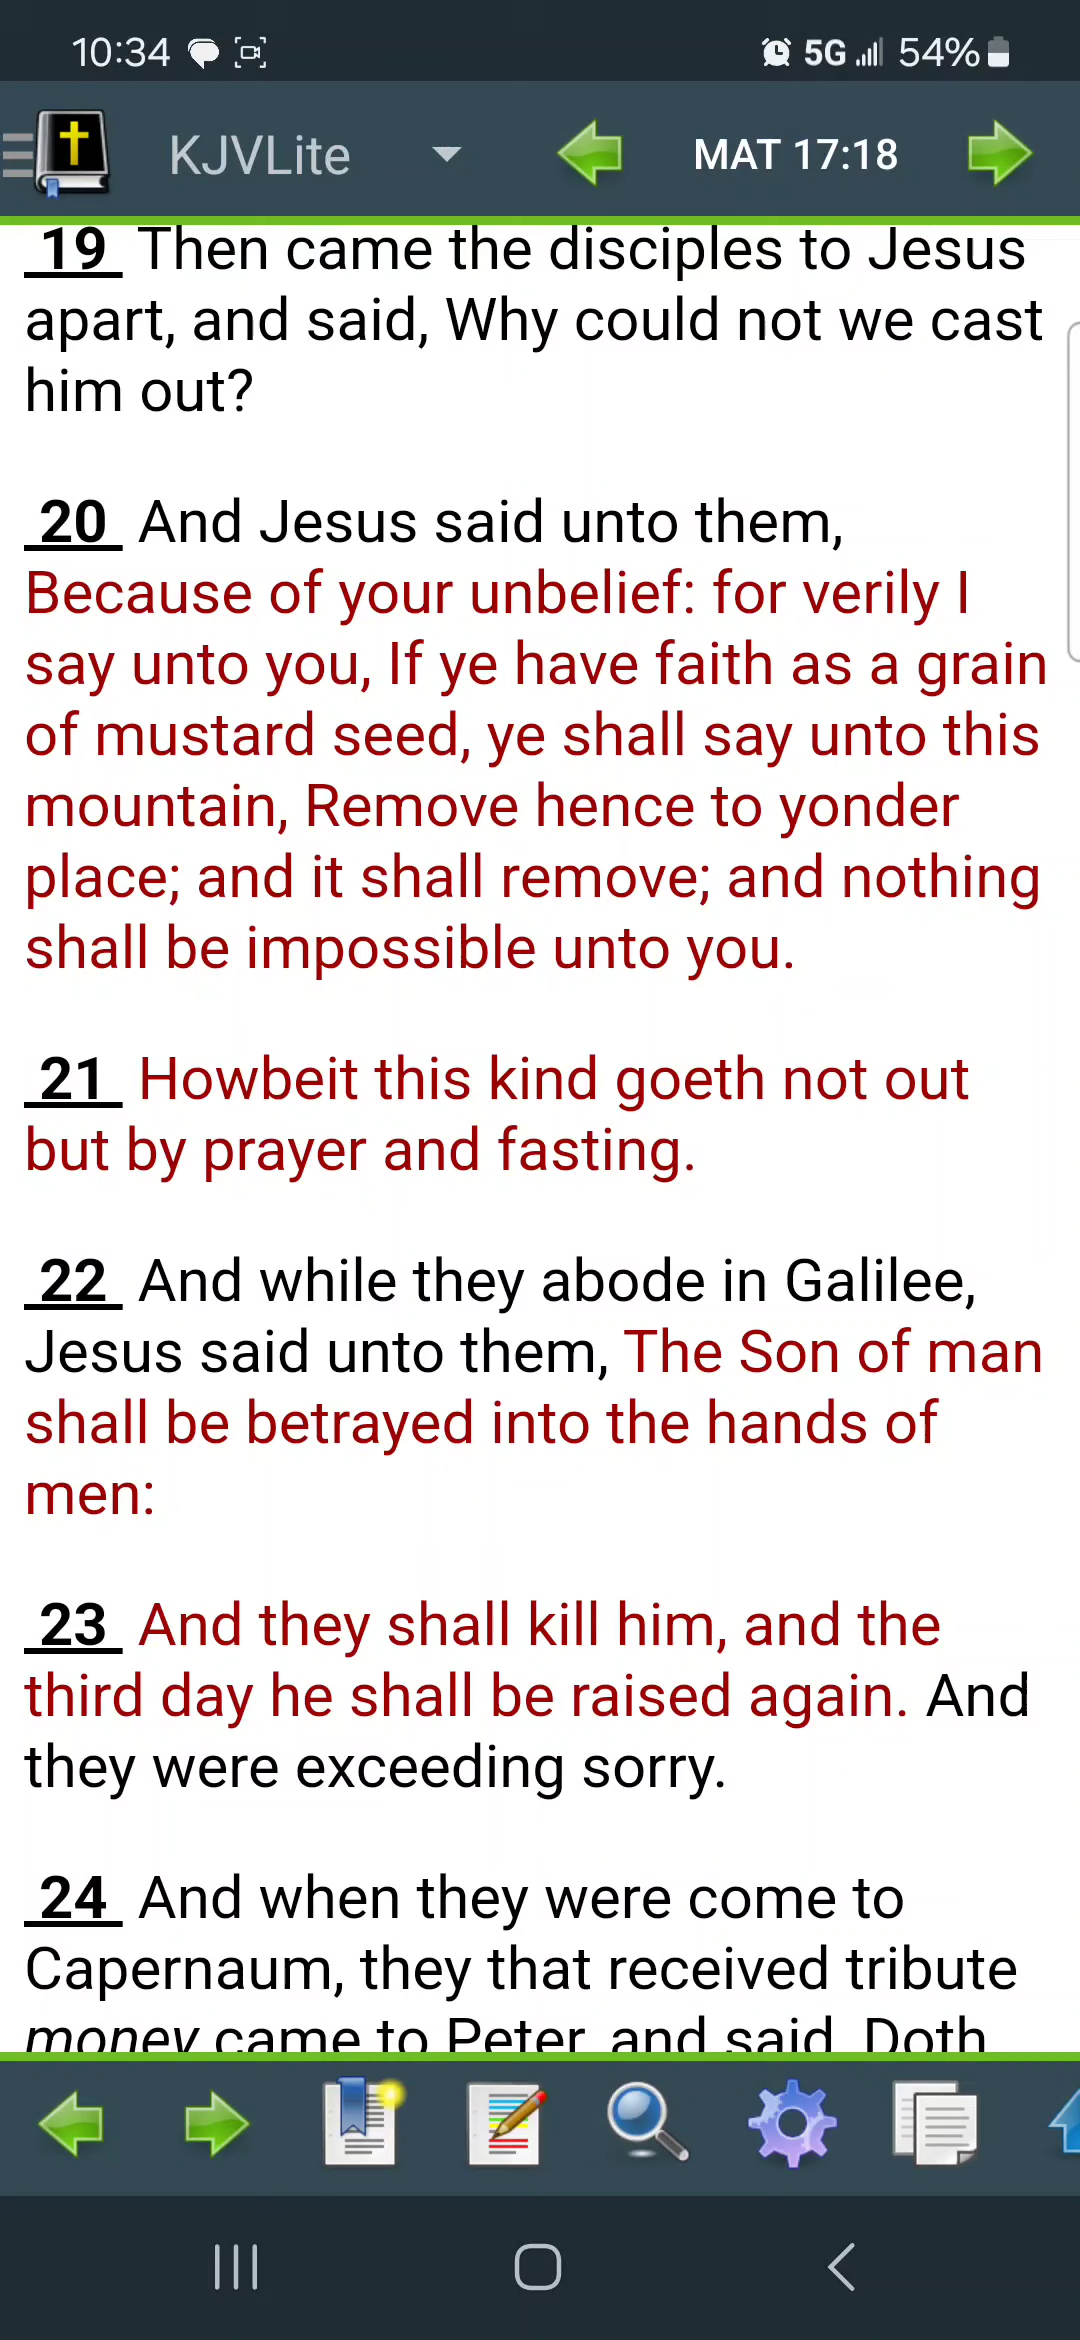 10:34 5G 54%
KJVLite MAT 17:18
19 Then came the disciples to Jesus
apart, and said, Why could not we cast
him out?
20 And Jesus said unto them,
Because of your unbelief: for verily I
say unto you, If ye have faith as a grain
of mustard seed, ye shall say unto this
mountain, Remove hence to yonder
place; and it shall remove; and nothing
shall be impossible unto you.
21 Howbeit this kind goeth not out
but by prayer and fasting.
22 And while they abode in Galilee,
Jesus said unto them, The Son of man
shall be betrayed into the hands of
men:
23 And they shall kill him, and the
third day he shall be raised again. And
they were exceeding sorry.
24 And when they were come to
Capernaum, they that received tribute
money came to Peter, and said, Doth